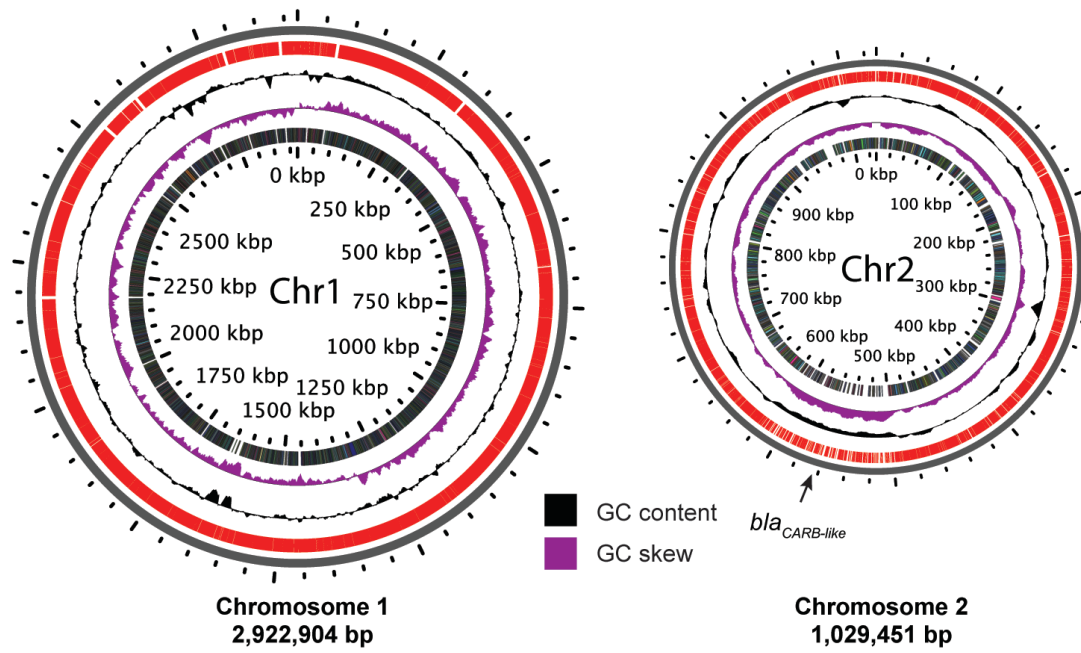 0 kbp
250 kbp
500 kbp
750 kbp
1000 kbp
1250 kbp
1500 kbp
1750 kbp
2000 kbp
2250 kbp
2500 kbp
Chr1
0 kbp
100 kbp
200 kbp
300 kbp
400 kbp
500 kbp
600 kbp
700 kbp
800 kbp
900 kbp
Chr2
GC content
GC skew
blaCARB-like
Chromosome 1
2,922,904 bp
Chromosome 2
1,029,451 bp